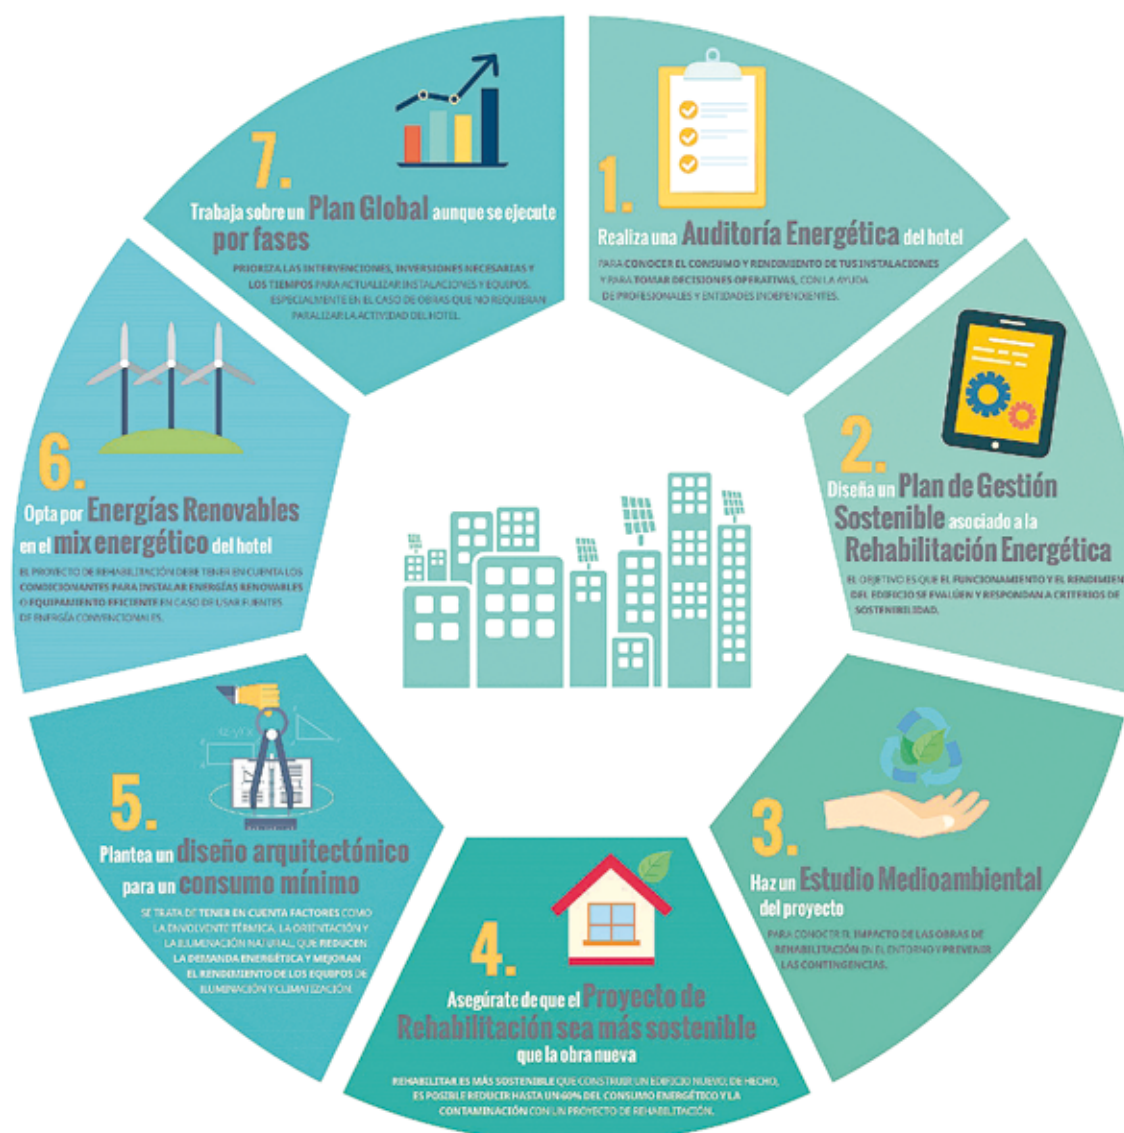 1.
Realiza una Auditoría Energética del hotel
PARA CONOCER EL CONSUMO Y RENDIMIENTO DE TUS INSTALACIONES
Y PARA TOMAR DECISIONES OPERATIVAS, CON LA AYUDA
DE PROFESIONALES Y ENTIDADES INDEPENDIENTES.
2.
Diseña un Plan de Gestión
Sostenible asociado a la
Rehabilitación Energética
EL OBJETIVO ES QUE EL FUNCIONAMIENTO Y EL RENDIMIEN
DEL EDIFICIO SE EVALÚEN Y RESPONDAN A CRITERIOS DE
SOSTENIBILIDAD.
3.
Haz un Estudio Medioambiental
del proyecto
PARA CONOCER EL IMPACTO DE LAS OBRAS DE
REHABILITACIÓN EN EL ENTORNO Y PREVENIR
LAS CONTINGENCIAS.
4.
Asegúrate de que el Proyecto de
Rehabilitación sea más sostenible
que la obra nueva
REHABILITAR ES MÁS SOSTENIBLE QUE CONSTRUIR UN EDIFICIO NUEVO; DE HECHO,
ES POSIBLE REDUCIR HASTA UN 60% DEL CONSUMO ENERGÉTICO Y LA
CONTAMINACIÓN CON UN PROYECTO DE REHABILITACIÓN.
5.
Plantea un diseño arquitectónico
para un consumo mínimo
SE TRATA DE TENER EN CUENTA FACTORES COMO
LA ENVOLVENTE TÉRMICA, LA ORIENTACIÓN Y
LA ILUMINACIÓN NATURAL, QUE REDUCEN
LA DEMANDA ENERGÉTICA Y MEJORAN
EL RENDIMIENTO DE LOS EQUIPOS DE
ILUMINACIÓN Y CLIMATIZACIÓN.
6.
Opta por Energías Renovables
en el mix energético del hotel
EL PROYECTO DE REHABILITACIÓN DEBE TENER EN CUENTA LOS
CONDICIONANTES PARA INSTALAR ENERGÍAS RENOVABLES
O EQUIPAMIENTO EFICIENTE EN CASO DE USAR FUENTES
DE ENERGÍA CONVENCIONALES.
7.
Trabaja sobre un Plan Global aunque se ejecute
por fases
PRIORIZA LAS INTERVENCIONES, INVERSIONES NECESARIAS Y
LOS TIEMPOS PARA ACTUALIZAR INSTALACIONES Y EQUIPOS.
ESPECIALMENTE EN EL CASO DE OBRAS QUE NO REQUIERAN
PARALIZAR LA ACTIVIDAD DEL HOTEL.